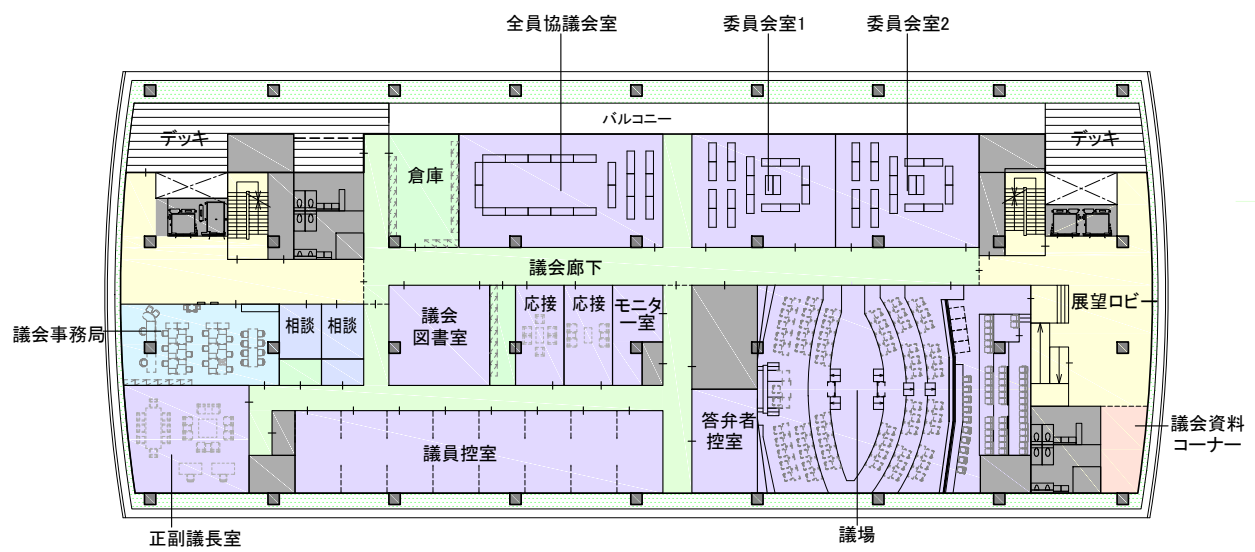 全員協議会室
委員会室1
委員会室2
バルコニー
デッキ
デッキ
倉庫
議会廊下
議会事務局
相談
相談
議会
図書室
応接
応接
モニタ
ー室
展望ロビー
答弁者
控室
議員控室
議会資料
コーナー
正副議長室
議場